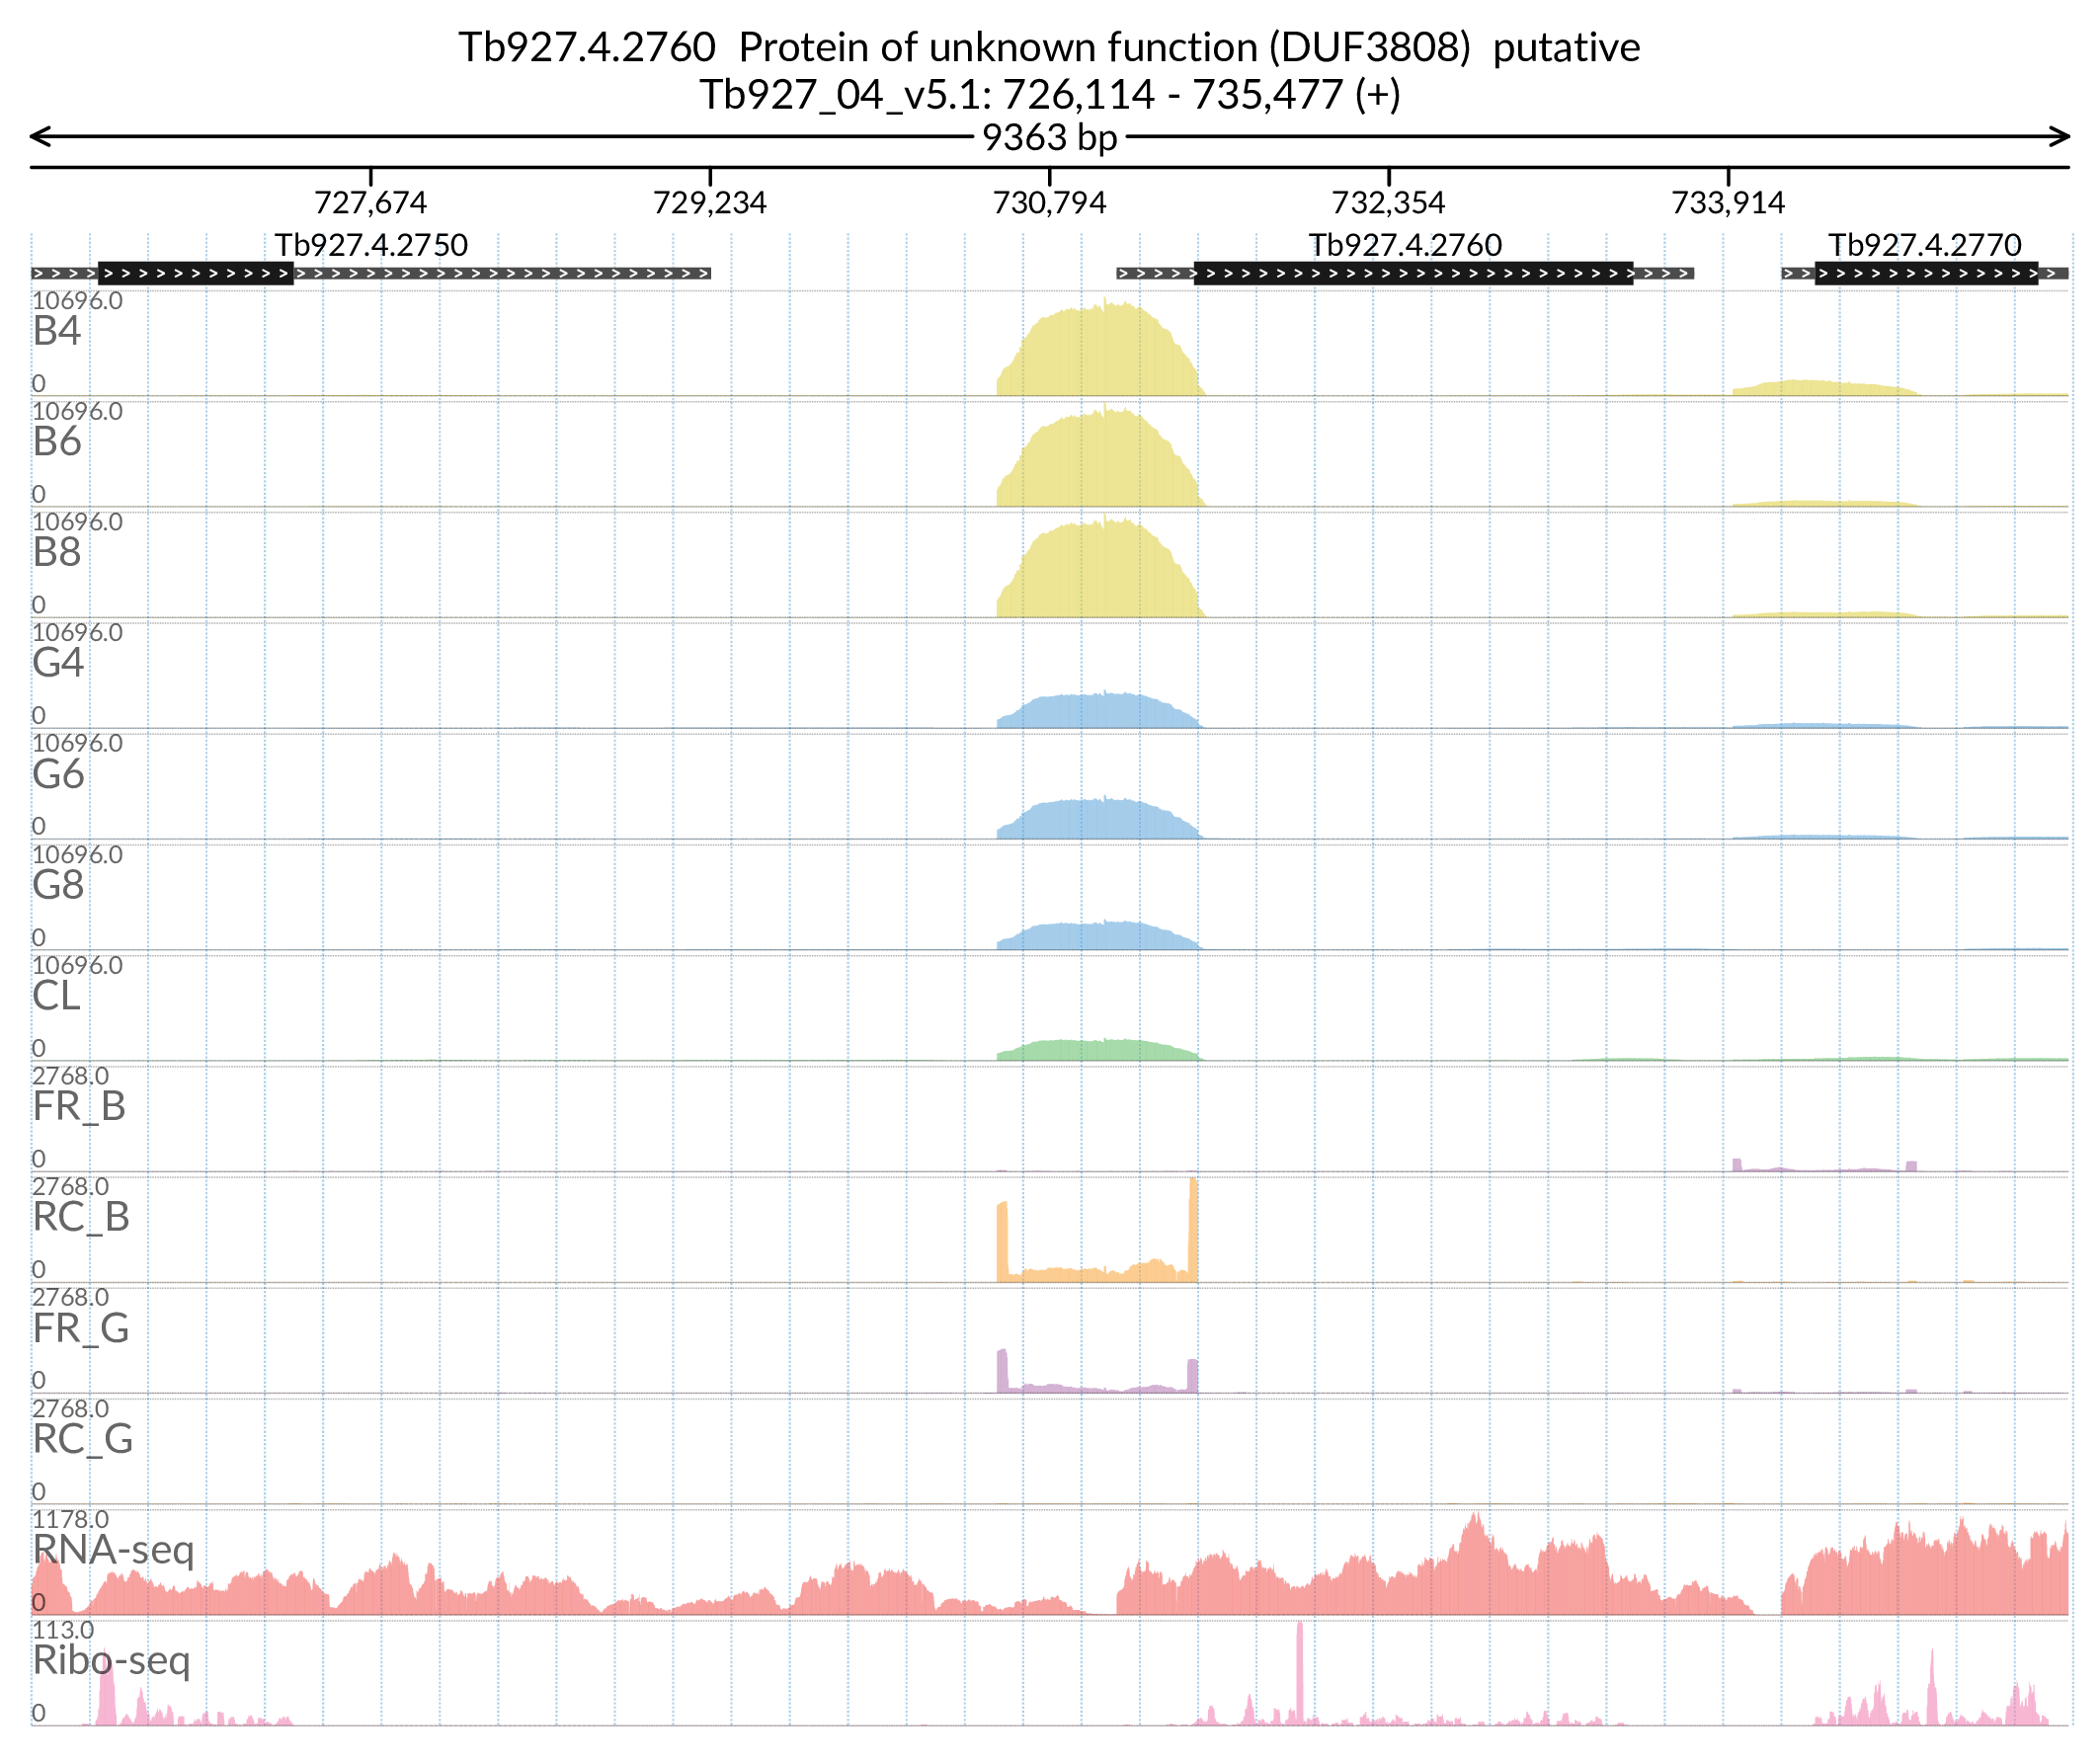 Tb927.4.2760  Protein of unknown function (DUF3808)  putative
Tb927_04_v5.1: 726,114 - 735,477 (+)
9363 bp
727,674 729,234 730,794 732,354 733,914
Tb927.4.2750 Tb927.4.2760 Tb927.4.2770
10696.0
B4
0
10696.0
B6
0
10696.0
B8
0
10696.0
G4
0
10696.0
G6
0
10696.0
G8
0
10696.0
CL
0
2768.0
FR_B
0
2768.0
RC_B
0
2768.0
FR_G
0
2768.0
RC_G
0
1178.0
RNA-seq
0
113.0
Ribo-seq
0